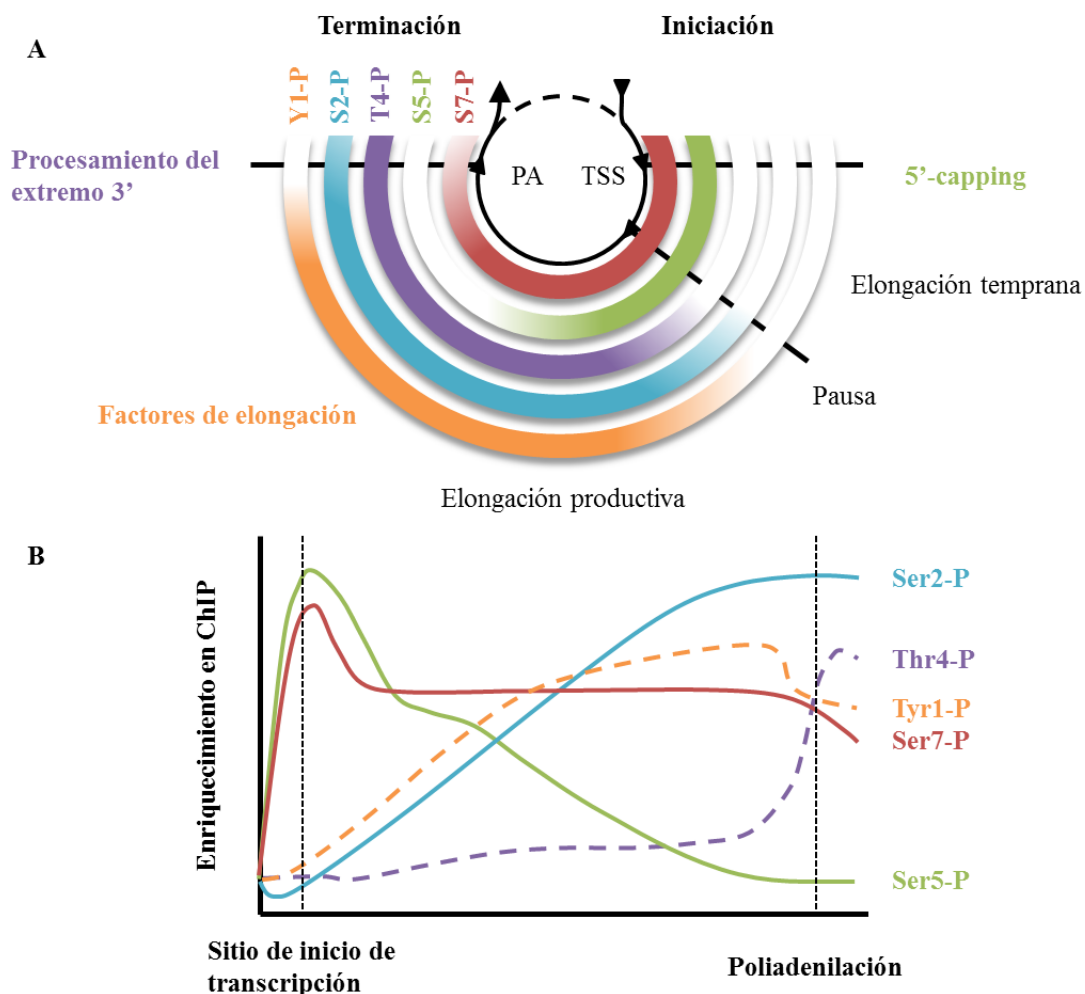 Terminación
Iniciación
A
Y1-P
S2-P
T4-P
S5-P
S7-P
Procesamiento del
extremo 3’
PA
TSS
5’-capping
Elongación temprana
Pausa
Factores de elongación
Elongación productiva
B
Enriquecimiento en ChIP
Ser2-P
Thr4-P
Tyr1-P
Ser7-P
Ser5-P
Sitio de inicio de
transcripción
Poliadenilación